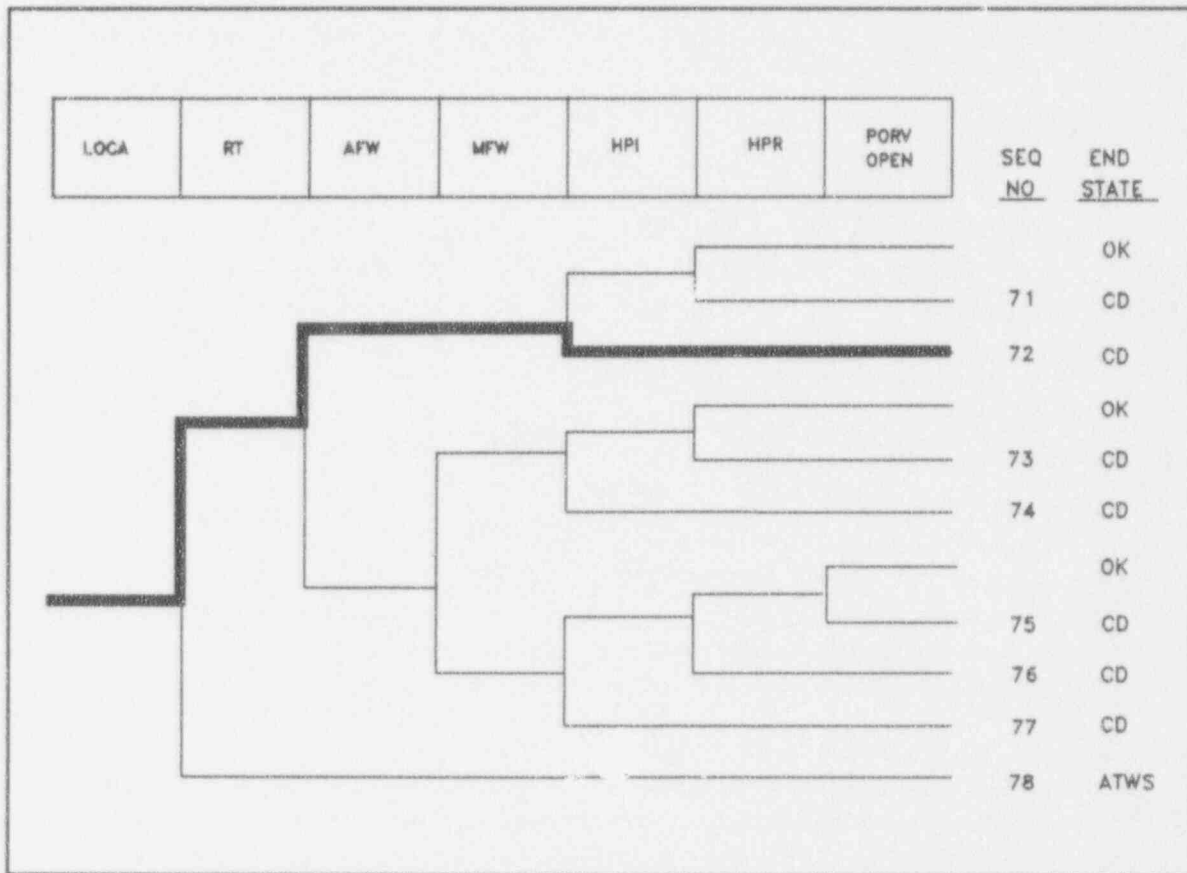 LOCA RT AFW MFW HPI HPR PORV OPEN
SEQ NO END STATE
OK
71 CD
72 CD
OK
73 CD
74 CD
OK
75 CD
76 CD
77 CD
78 ATWS